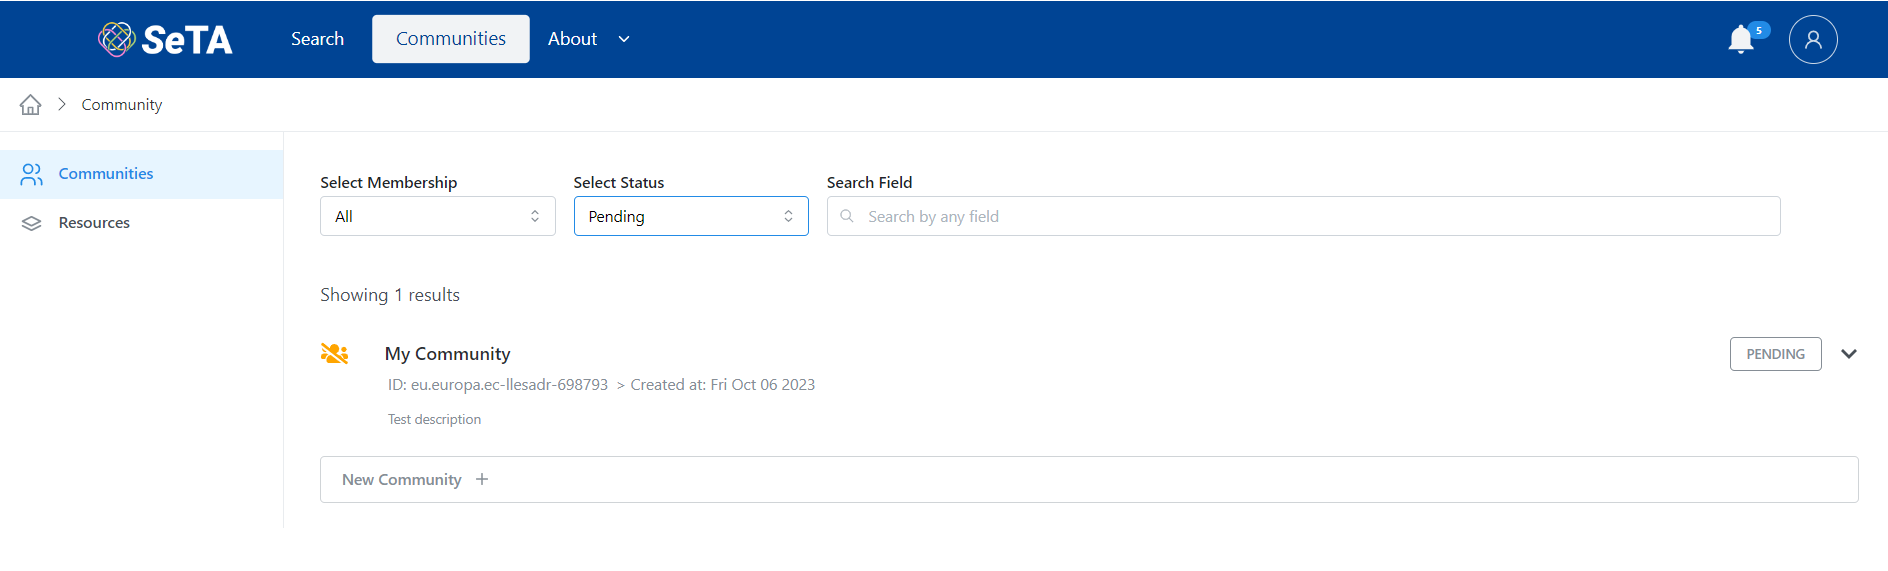 SeTA Search Communities About 5
Community
Communities
Resources
Select Membership Select Status Search Field
All Pending Search by any field
Showing 1 results
My Community PENDING
ID: eu.europa.ec-llesadr-698793 > Created at: Fri Oct 06 2023
Test description
New Community +